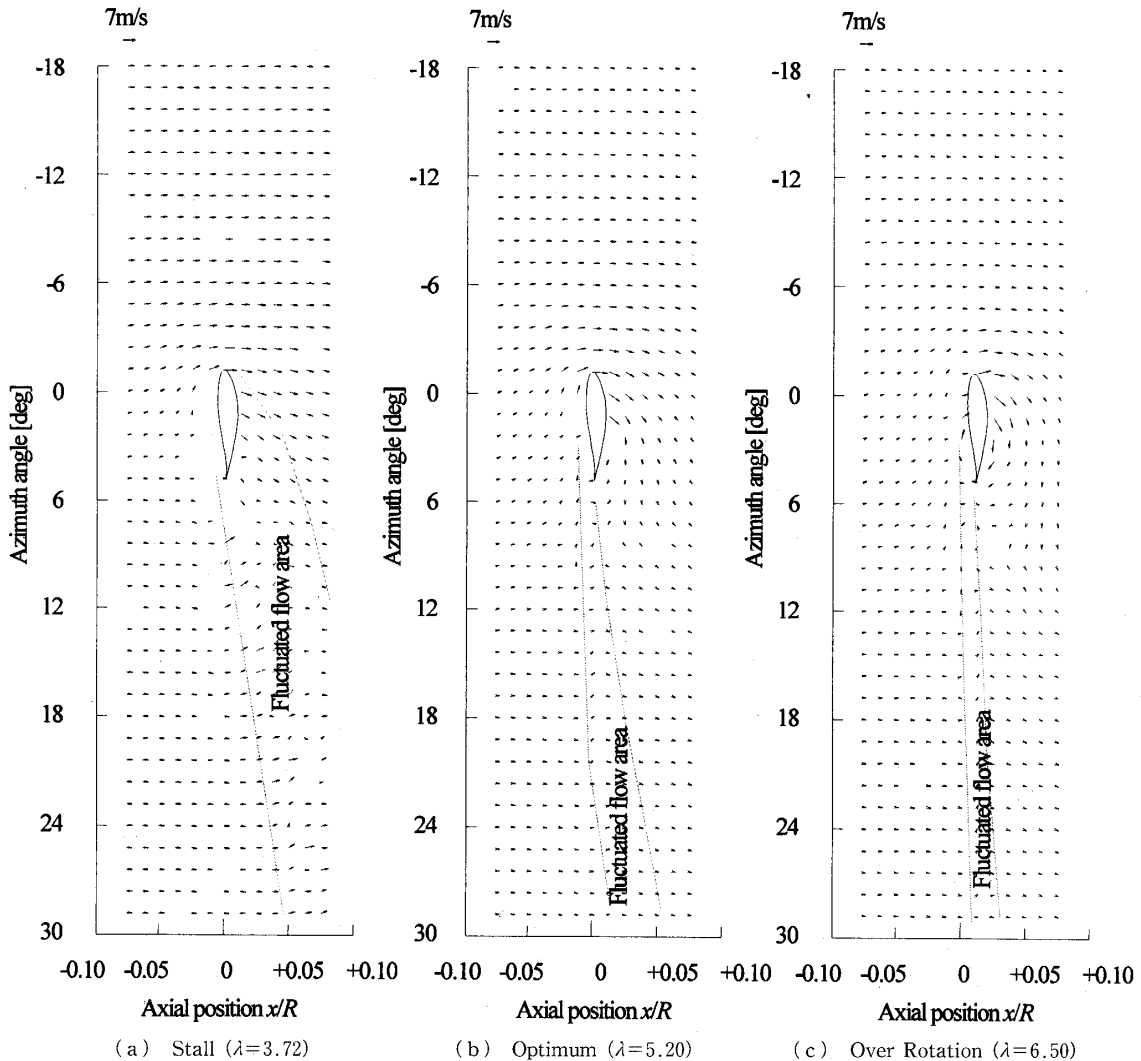 7m/s
-18
-12
-6
0
6
12
18
24
30
Azimuth angle [deg]
Fluctuated flow area
-0.10 -0.05 0 +0.05 +0.10
Axial position x/R
(a) Stall (λ=3.72)
7m/s
-18
-12
-6
0
6
12
18
24
30
Azimuth angle [deg]
Fluctuated flow area
-0.10 -0.05 0 +0.05 +0.10
Axial position x/R
(b) Optimum (λ=5.20)
7m/s
-18
-12
-6
0
6
12
18
24
30
Azimuth angle [deg]
Fluctuated flow area
-0.10 -0.05 0 +0.05 +0.10
Axial position x/R
(c) Over Rotation (λ=6.50)